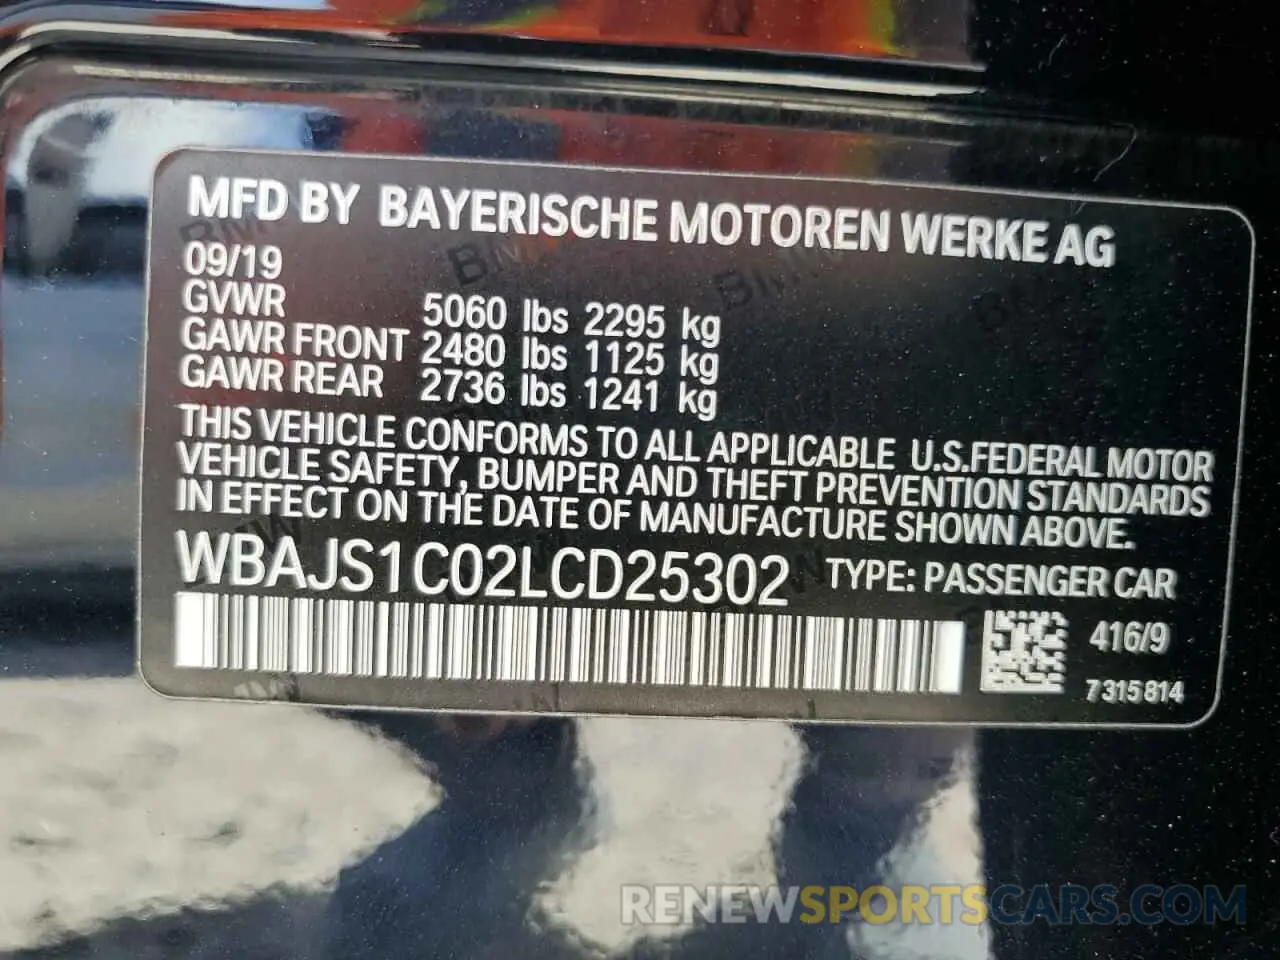 MFD BY BAYERISCHE MOTOREN WERKE AG
09/19
GVWR 5060 lbs 2295 kg
GAWR FRONT 2480 lbs 1125 kg
GAWR REAR 2736 lbs 1241 kg
THIS VEHICLE CONFORMS TO ALL APPLICABLE U.S.FEDERAL MOTOR
VEHICLE SAFETY, BUMPER AND THEFT PREVENTION STANDARDS
IN EFFECT ON THE DATE OF MANUFACTURE SHOWN ABOVE.
WBAJS1C02LCD25302 TYPE: PASSENGER CAR
416/9
7315814
RENEWSPORTSCARS.COM